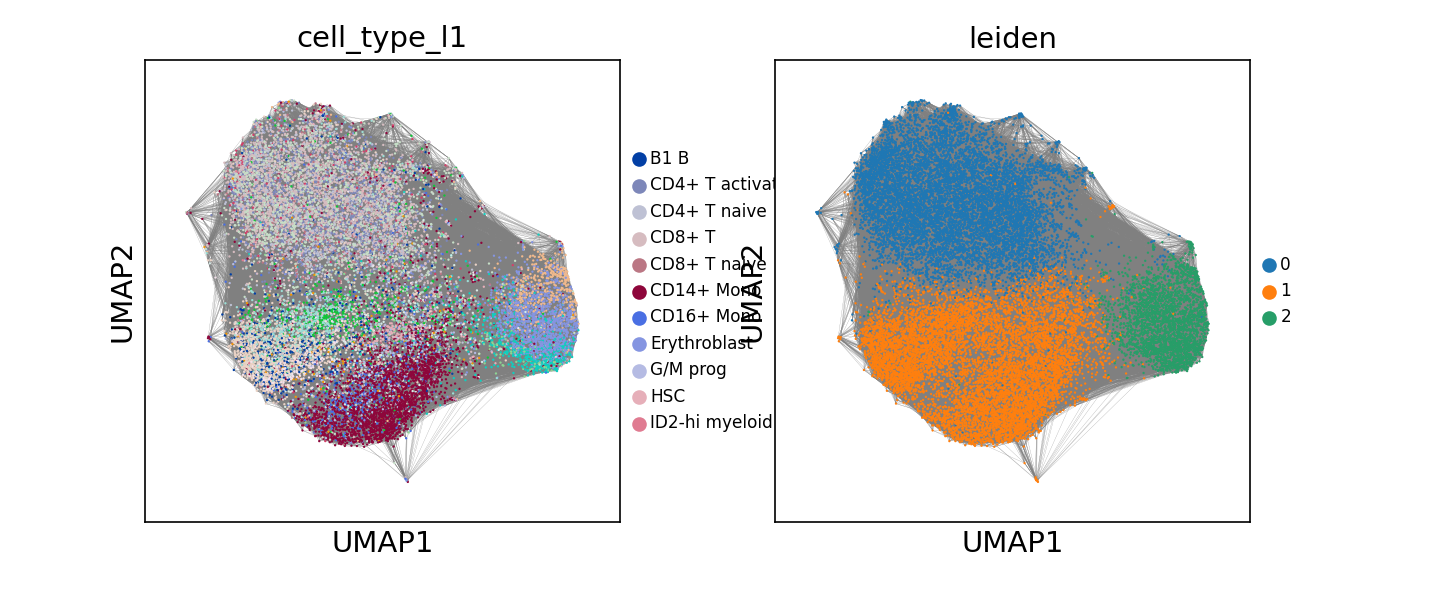 cell_type_l1
leiden
B1 B
CD4+ T activat
CD4+ T naive
CD8+ T
CD8+ T naive
CD14+ Mono
CD16+ Mono
Erythroblast
G/M prog
HSC
ID2-hi myeloid
0
1
2
UMAP2
UMAP2
UMAP1
UMAP1